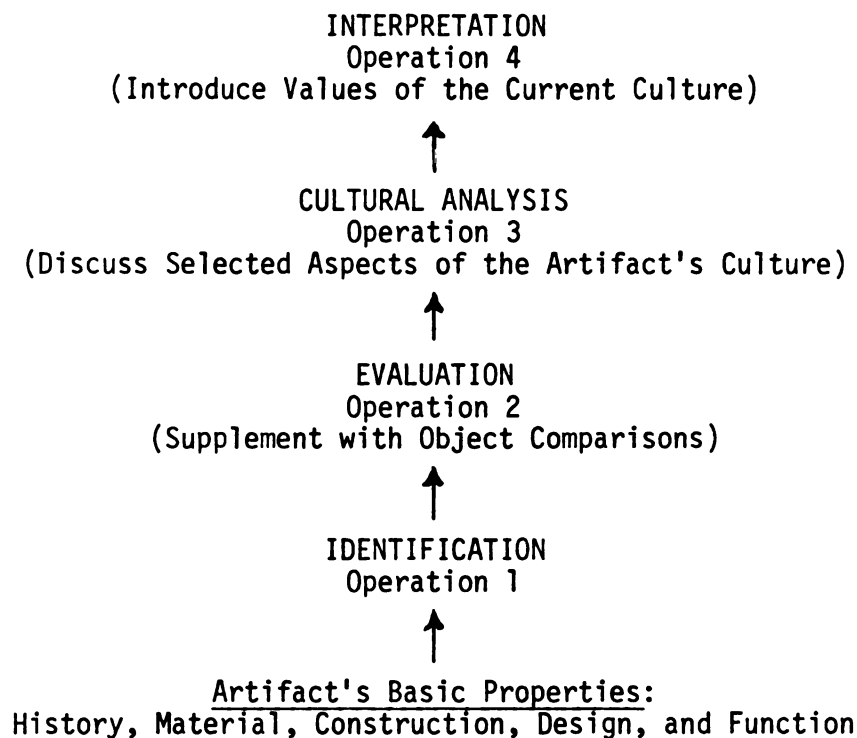 INTERPRETATION
Operation 4
(Introduce Values of the Current Culture)
CULTURAL ANALYSIS
Operation 3
(Discuss Selected Aspects of the Artifact's Culture)
EVALUATION
Operation 2
(Supplement with Object Comparisons)
IDENTIFICATION
Operation 1
Artifact's Basic Properties:
History, Material, Construction, Design, and Function